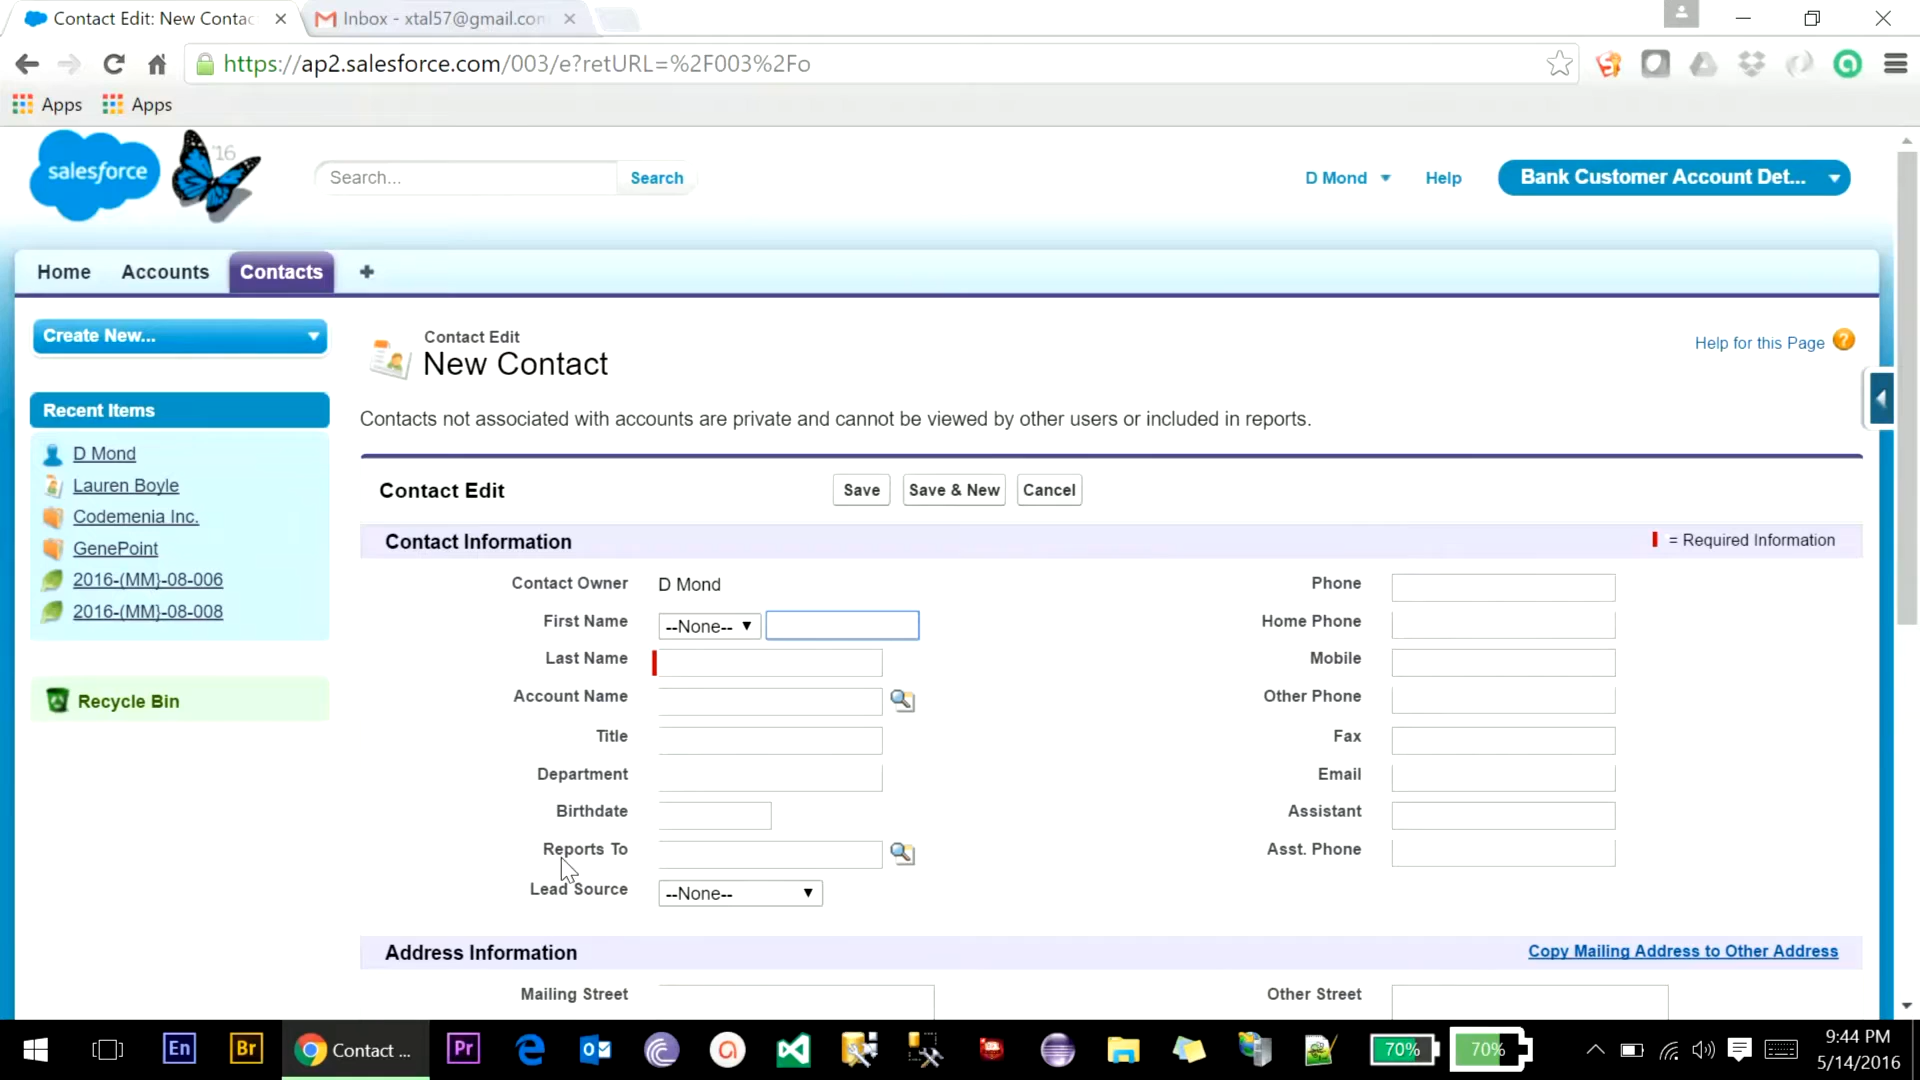 Contact Edit: New Contac
Inbox - xtal57@gmail.con
https://ap2.salesforce.com/003/e?retURL=%2F003%2Fo
Apps
Apps
salesforce
'16
Search...
Search
D Mond
Help
Bank Customer Account Det...
Home
Accounts
Contacts
Create New...
Recent Items
D Mond
Lauren Boyle
Codemenia Inc.
GenePoint
2016-(MM)-08-006
2016-(MM)-08-008
Recycle Bin
Contact Edit
New Contact
Help for this Page
Contacts not associated with accounts are private and cannot be viewed by other users or included in reports.
Contact Edit
Save
Save & New
Cancel
Contact Information
= Required Information
Contact Owner
D Mond
First Name
--None--
Last Name
Account Name
Title
Department
Birthdate
Reports To
Lead Source
--None--
Phone
Home Phone
Mobile
Other Phone
Fax
Email
Assistant
Asst. Phone
Address Information
Copy Mailing Address to Other Address
Mailing Street
Other Street
En
Br
Contact ...
Pr
70%
70%
9:44 PM
5/14/2016